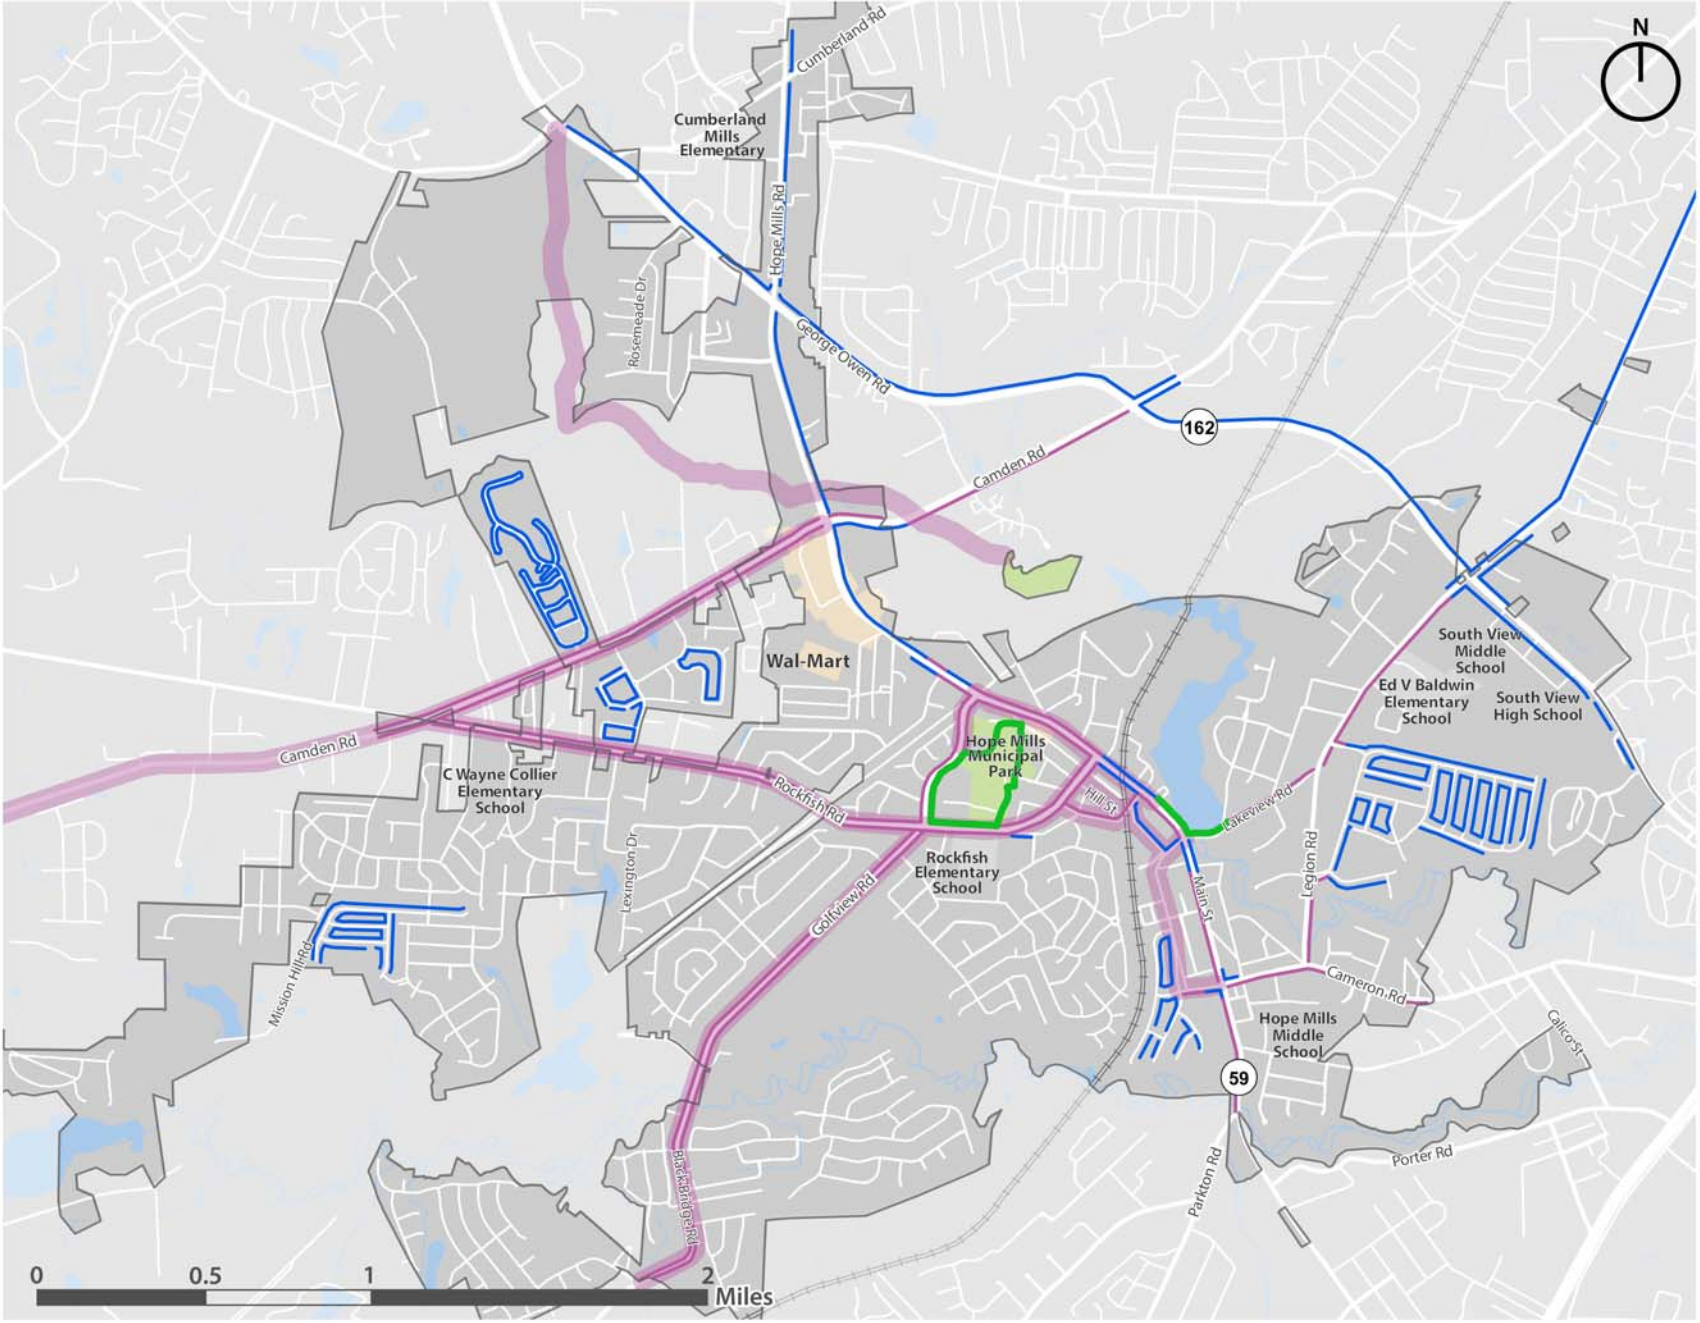 N
Cumberland Rd
Cumberland
Mills
Elementary
Hope Mills Rd
Rosemeade Dr
George Owen Rd
162
Camden Rd
South View
Middle
School
Wal-Mart
Ed V Baldwin
Elementary
School
South View
High School
Hope Mills
Municipal
Park
Camden Rd
C Wayne Collier
Elementary
School
Rockfish Rd
Hill St
Lakeview Rd
Lexington Dr
Rockfish
Elementary
School
Legion Rd
Golfview Rd
Main St
Mission Hill Rd
Cameron Rd
Hope Mills
Middle
School
Calico St
59
Black Bridge Rd
Parkton Rd
Porter Rd
0 0.5 1 2
Miles